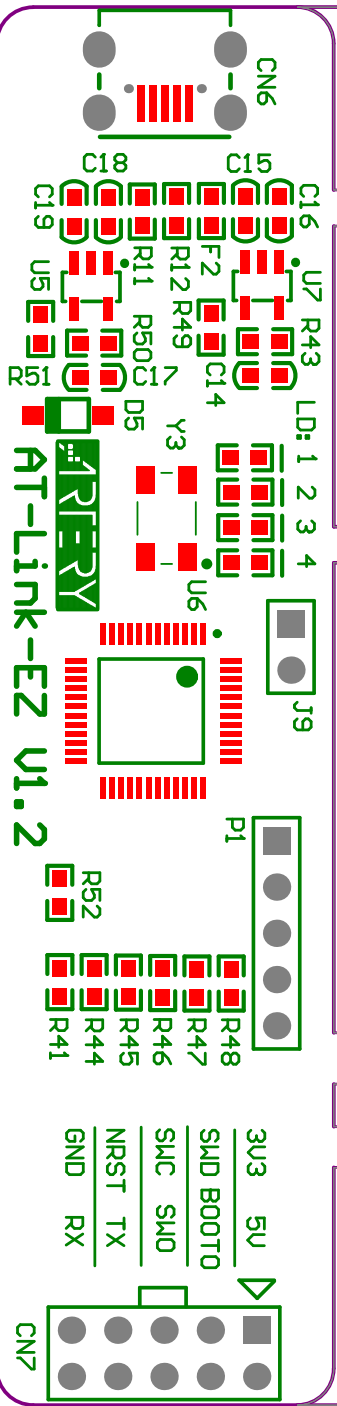 CN6
C18
C15
C19
R11
R12
F2
C16
U5
U7
R50
R49
R43
R51
C17
C14
D5
Y3
LD: 1 2 3 4
ARTERY
AT-Link-EZ V1.2
U6
J9
P1
R52
R41
R44
R45
R46
R47
R48
3V3 5V
SWD BOOT0
SWC SWO
NRST TX
GND RX
CN7